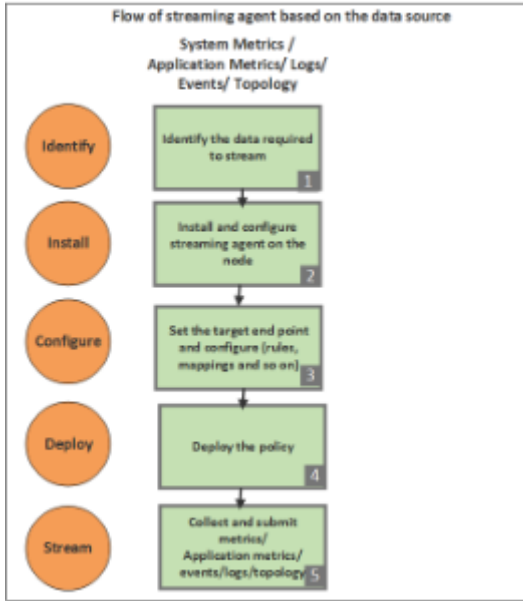 Flow of streaming agent based on the data source
System Metrics /
Application Metrics/ Logs/
Events/ Topology
Identify
Identify the data required
to stream
1
Install
Install and configure
streaming agent on the
node
2
Configure
Set the target end point
and configure (rules,
mappings and so on)
3
Deploy
Deploy the policy
4
Stream
Collect and submit
metrics/
Application metrics/
events/logs/topology
5